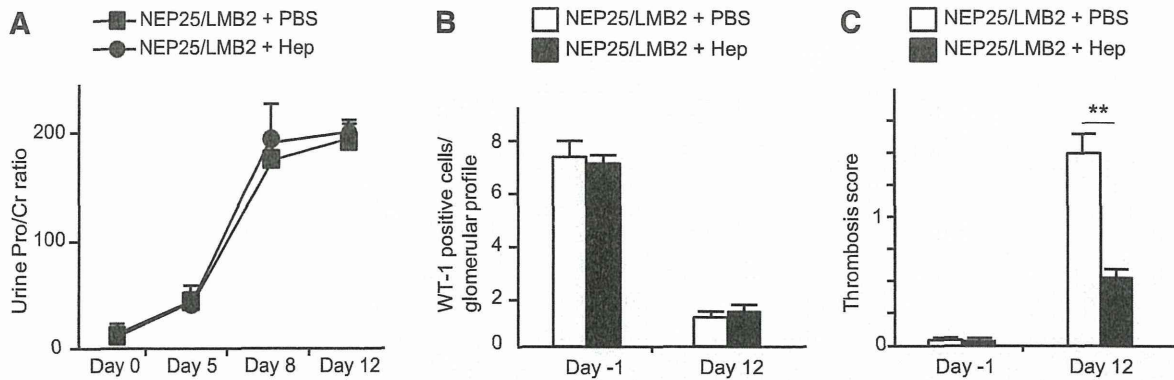 A
NEP25/LMB2 + PBS
NEP25/LMB2 + Hep
Urine Pro/Cr ratio
200
100
0
Day 0 Day 5 Day 8 Day 12
B
NEP25/LMB2 + PBS
NEP25/LMB2 + Hep
WT-1 positive cells/
glomerular profile
8
6
4
2
0
Day -1 Day 12
C
NEP25/LMB2 + PBS
NEP25/LMB2 + Hep
Thrombosis score
**
1
0
Day -1 Day 12